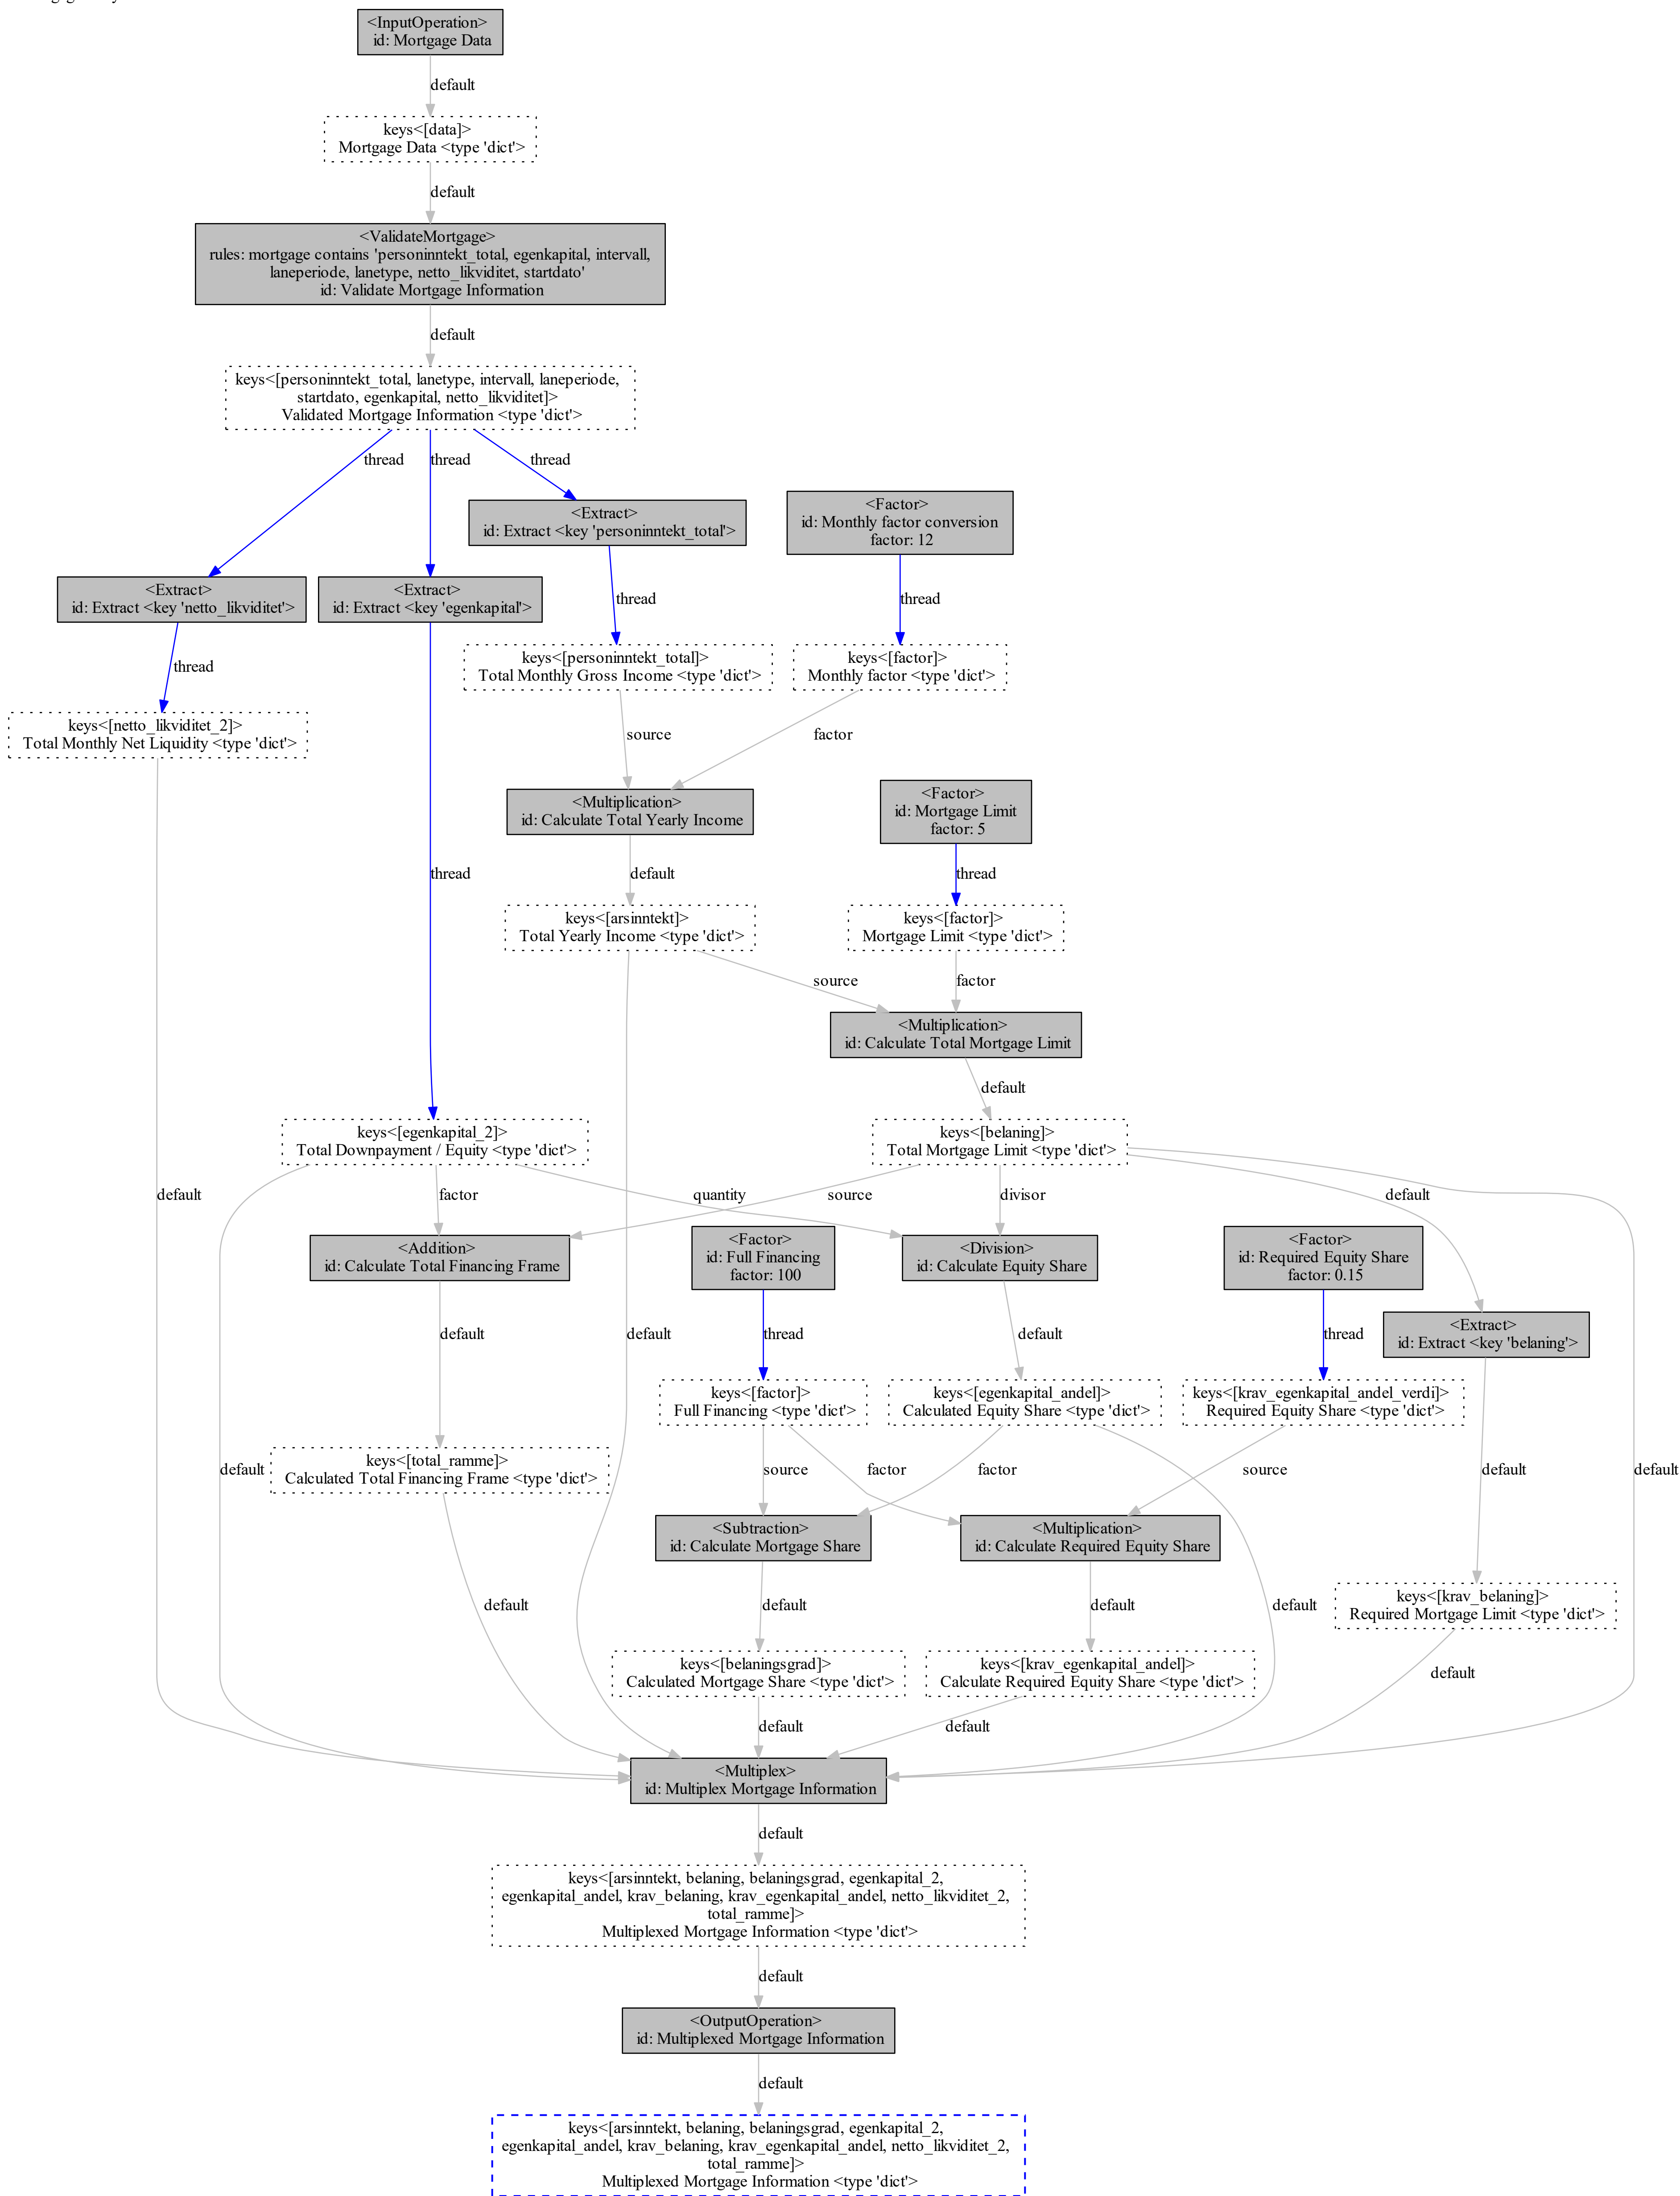 <InputOperation>
id: Mortgage Data
default
keys<[data]>
Mortgage Data <type 'dict'>
default
<ValidateMortgage>
rules: mortgage contains 'personinntekt_total, egenkapital, intervall,
laneperiode, lanetype, netto_likviditet, startdato'
id: Validate Mortgage Information
default
keys<[personinntekt_total, lanetype, intervall, laneperiode,
startdato, egenkapital, netto_likviditet]>
Validated Mortgage Information <type 'dict'>
thread
thread
thread
<Extract>
id: Extract <key 'personinntekt_total'>
<Factor>
id: Monthly factor conversion
factor: 12
<Extract>
id: Extract <key 'netto_likviditet'>
<Extract>
id: Extract <key 'egenkapital'>
thread
thread
thread
keys<[personinntekt_total]>
Total Monthly Gross Income <type 'dict'>
keys<[factor]>
Monthly factor <type 'dict'>
keys<[netto_likviditet_2]>
Total Monthly Net Liquidity <type 'dict'>
source
factor
<Multiplication>
id: Calculate Total Yearly Income
<Factor>
id: Mortgage Limit
factor: 5
thread
default
thread
keys<[arsinntekt]>
Total Yearly Income <type 'dict'>
keys<[factor]>
Mortgage Limit <type 'dict'>
source
factor
<Multiplication>
id: Calculate Total Mortgage Limit
default
keys<[egenkapital_2]>
Total Downpayment / Equity <type 'dict'>
keys<[belaning]>
Total Mortgage Limit <type 'dict'>
default
factor
quantity
source
divisor
default
<Addition>
id: Calculate Total Financing Frame
<Factor>
id: Full Financing
factor: 100
<Division>
id: Calculate Equity Share
<Factor>
id: Required Equity Share
factor: 0.15
<Extract>
id: Extract <key 'belaning'>
default
default
thread
default
thread
keys<[factor]>
Full Financing <type 'dict'>
keys<[egenkapital_andel]>
Calculated Equity Share <type 'dict'>
keys<[krav_egenkapital_andel_verdi]>
Required Equity Share <type 'dict'>
default
keys<[total_ramme]>
Calculated Total Financing Frame <type 'dict'>
source
factor
factor
source
default
default
<Subtraction>
id: Calculate Mortgage Share
<Multiplication>
id: Calculate Required Equity Share
default
default
default
default
keys<[krav_belaning]>
Required Mortgage Limit <type 'dict'>
keys<[belaningsgrad]>
Calculated Mortgage Share <type 'dict'>
keys<[krav_egenkapital_andel]>
Calculate Required Equity Share <type 'dict'>
default
default
default
<Multiplex>
id: Multiplex Mortgage Information
default
keys<[arsinntekt, belaning, belaningsgrad, egenkapital_2,
egenkapital_andel, krav_belaning, krav_egenkapital_andel, netto_likviditet_2,
total_ramme]>
Multiplexed Mortgage Information <type 'dict'>
default
<OutputOperation>
id: Multiplexed Mortgage Information
default
keys<[arsinntekt, belaning, belaningsgrad, egenkapital_2,
egenkapital_andel, krav_belaning, krav_egenkapital_andel, netto_likviditet_2,
total_ramme]>
Multiplexed Mortgage Information <type 'dict'>